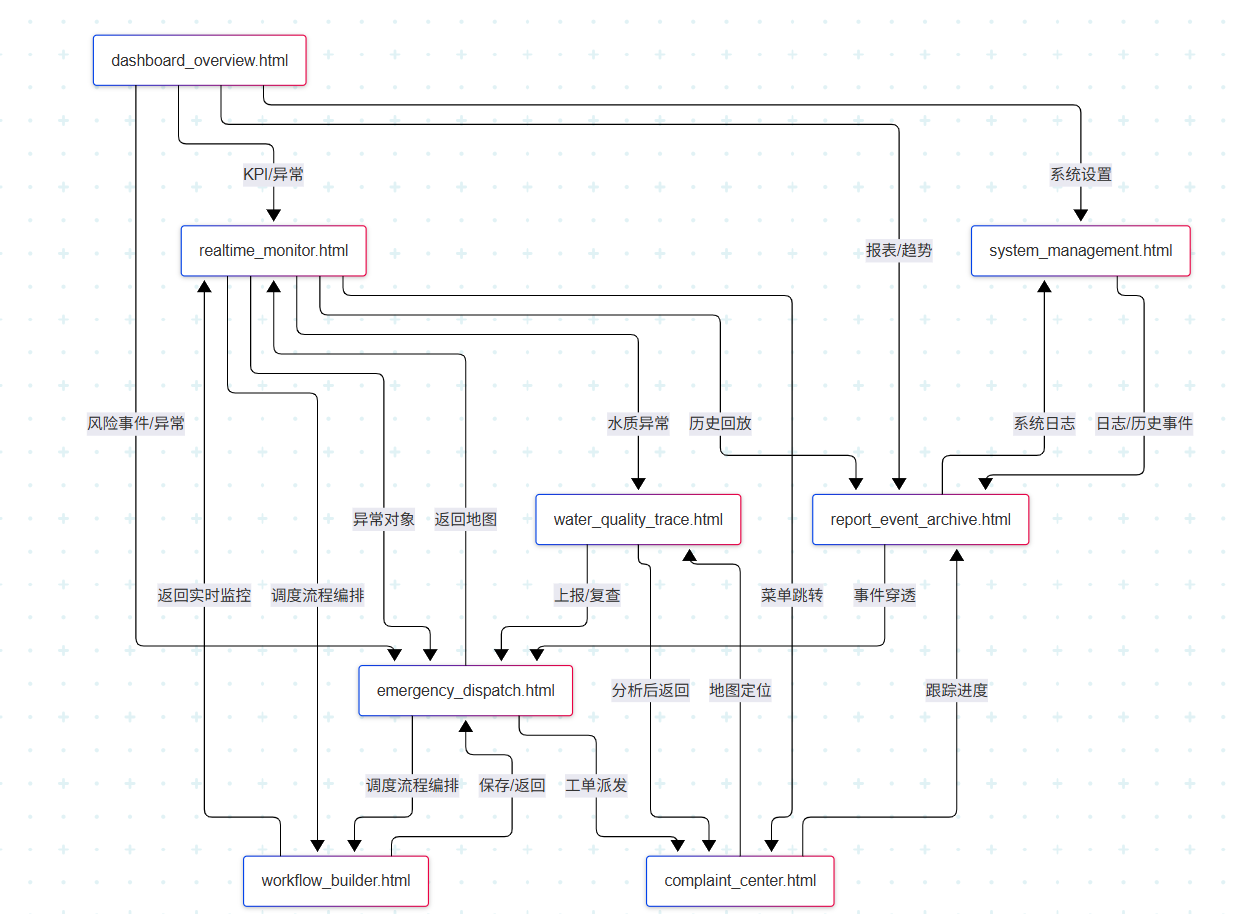 dashboard_overview.html
KPI/异常
系统设置
realtime_monitor.html
报表/趋势
system_management.html
风险事件/异常
水质异常
历史回放
系统日志
日志/历史事件
异常对象
返回地图
water_quality_trace.html
report_event_archive.html
返回实时监控
调度流程编排
上报/复查
菜单跳转
事件穿透
emergency_dispatch.html
分析后返回
地图定位
跟踪进度
调度流程编排
保存/返回
工单派发
workflow_builder.html
complaint_center.html